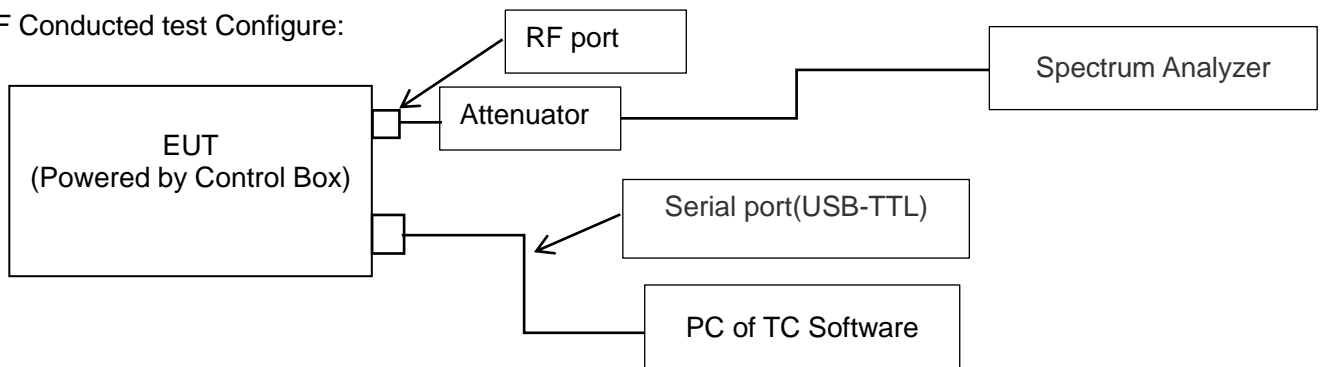 F Conducted test Configure:
RF port
Spectrum Analyzer
Attenuator
EUT
(Powered by Control Box)
Serial port(USB-TTL)
PC of TC Software